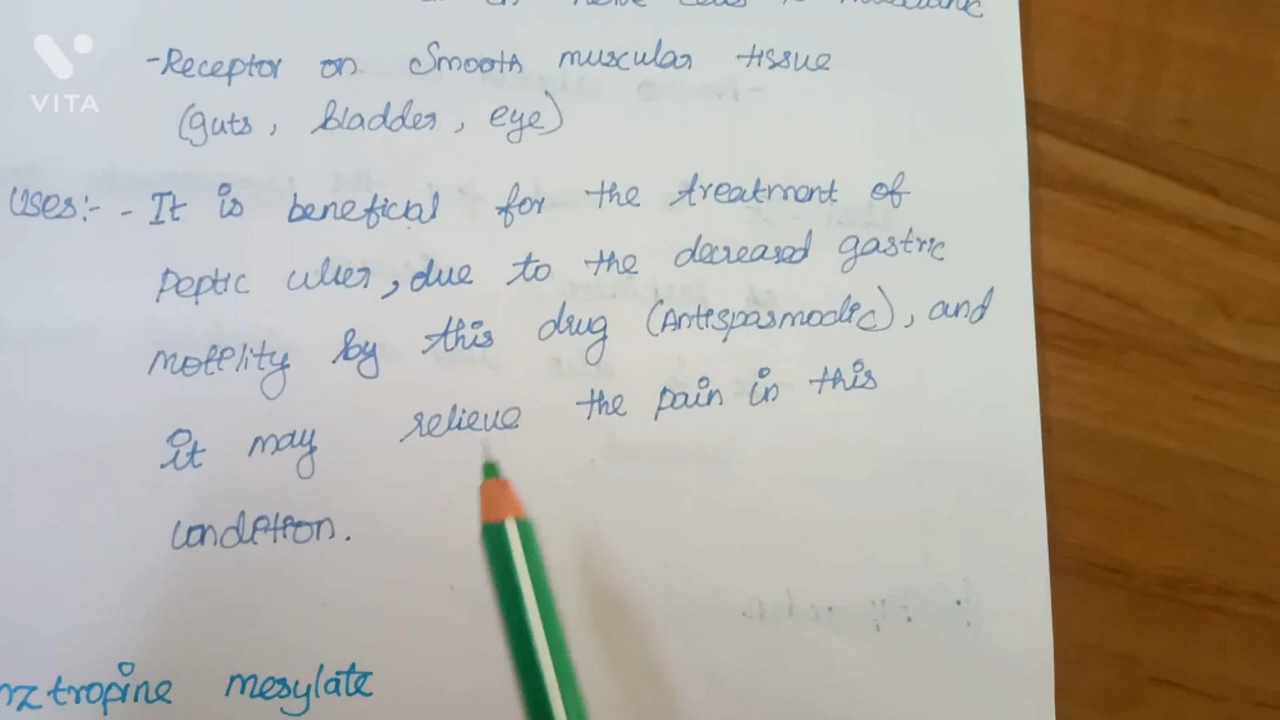 VITA
-Receptor on Smooth muscular tissue
(guts, bladder, eye)
Uses:- - It is beneficial for the treatment of
Peptic ulcer, due to the decreased gastric
motility by this drug (Antispasmodic), and
it may relieve the pain in this
condition.
nztropine mesylate